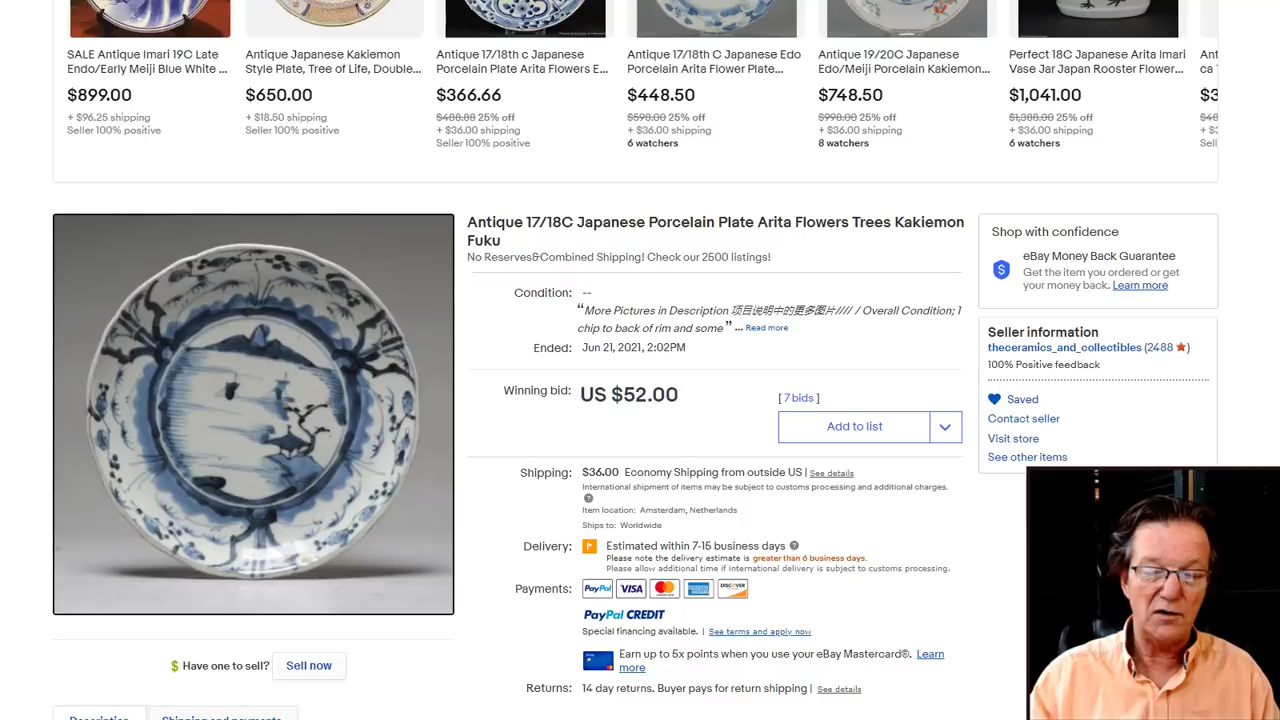 SALE Antique Imari 19C Late
Endo/Early Meiji Blue White ...
$899.00
+ $96.25 shipping
Seller 100% positive
Antique Japanese Kakiemon
Style Plate, Tree of Life, Double...
$650.00
+ $18.50 shipping
Seller 100% positive
Antique 17/18th c Japanese
Porcelain Plate Arita Flowers E...
$366.66
$488.88 25% off
+ $36.00 shipping
Seller 100% positive
Antique 17/18th C Japanese Edo
Porcelain Arita Flower Plate...
$448.50
$598.00 25% off
+ $36.00 shipping
6 watchers
Antique 19/20C Japanese
Edo/Meiji Porcelain Kakiemon...
$748.50
$998.00 25% off
+ $36.00 shipping
8 watchers
Perfect 18C Japanese Arita Imari
Vase Jar Japan Rooster Flower...
$1,041.00
$1,388.00 25% off
+ $36.00 shipping
6 watchers
Ant
ca
$3
+ $3
Sell
Antique 17/18C Japanese Porcelain Plate Arita Flowers Trees Kakiemon
Fuku
No Reserves&Combined Shipping! Check our 2500 listings!
Condition: --
“More Pictures in Description 项目说明中的更多图片//// / Overall Condition; 1
chip to back of rim and some ” ... Read more
Ended: Jun 21, 2021, 2:02PM
Winning bid: US $52.00 [ 7 bids ]
Add to list
Shipping: $36.00 Economy Shipping from outside US | See details
International shipment of items may be subject to customs processing and additional charges.
Item location: Amsterdam, Netherlands
Ships to: Worldwide
Delivery: Estimated within 7-15 business days
Please note the delivery estimate is greater than 6 business days.
Please allow additional time if international delivery is subject to customs processing.
Payments: PayPal VISA DISCOVER
PayPal CREDIT
Special financing available. | See terms and apply now
Earn up to 5x points when you use your eBay Mastercard®. Learn
more
Returns: 14 day returns. Buyer pays for return shipping | See details
Shop with confidence
eBay Money Back Guarantee
Get the item you ordered or get
your money back. Learn more
Seller information
theceramics_and_collectibles (2488 )
100% Positive feedback
Saved
Contact seller
Visit store
See other items
$ Have one to sell? Sell now
Description
Shipping and payments